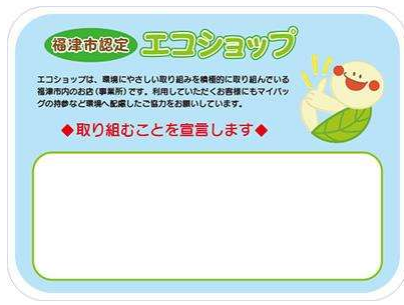 福津市認定 エコショップ
エコショップは、環境にやさしい取り組みを積極的に取り組んでいる
福津市内のお店(事業所)です。利用していただくお客様にもマイバッ
グの持参など環境へ配慮したご協力をお願いしています。
◆取り組むことを宣言します◆